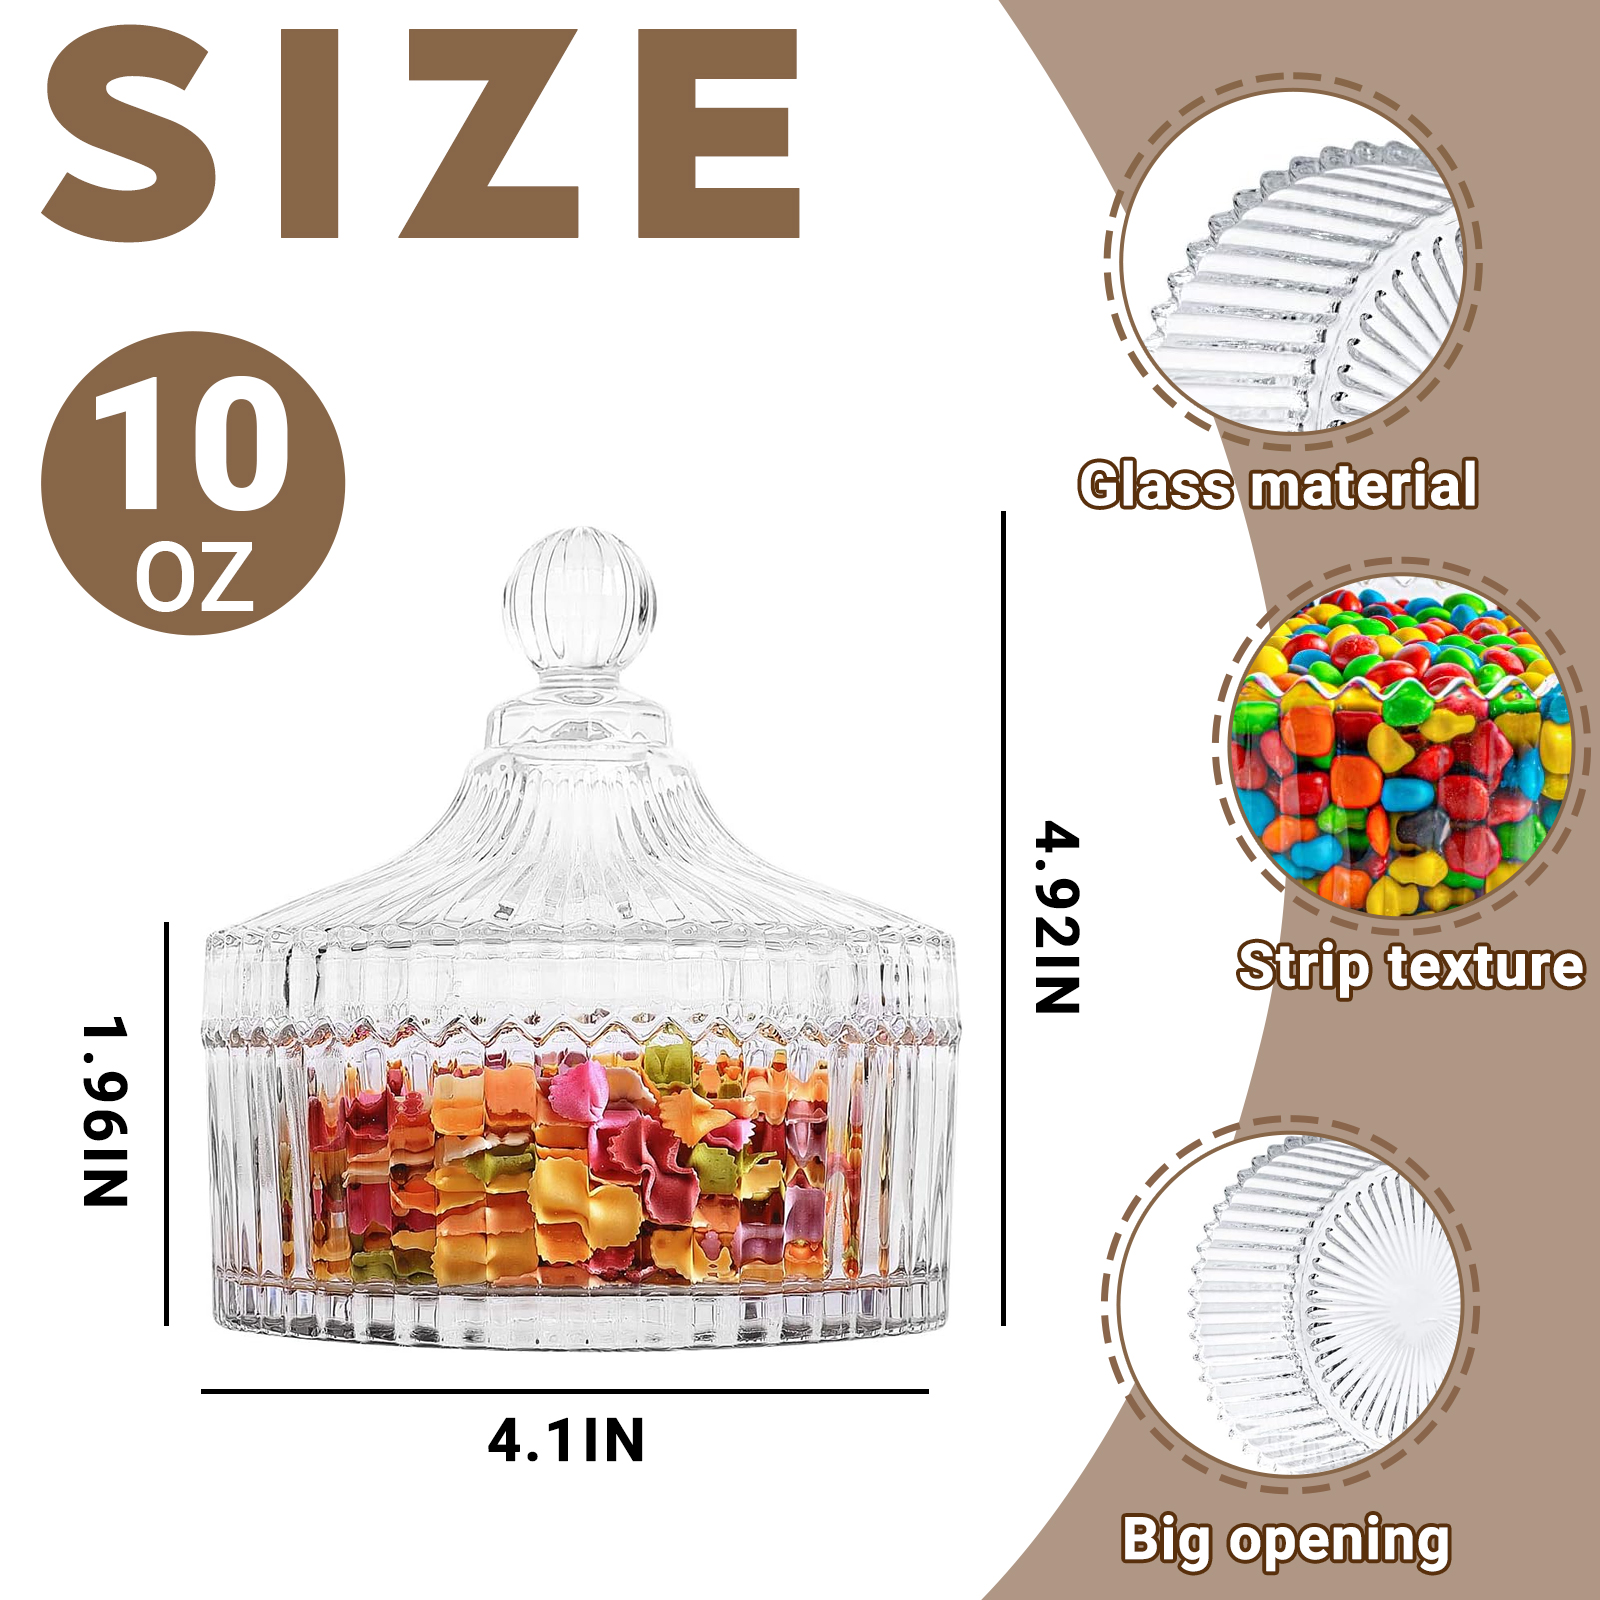 SIZE
10
OZ
Glass material
4.92IN
Strip texture
1.96IN
4.1IN
Big opening